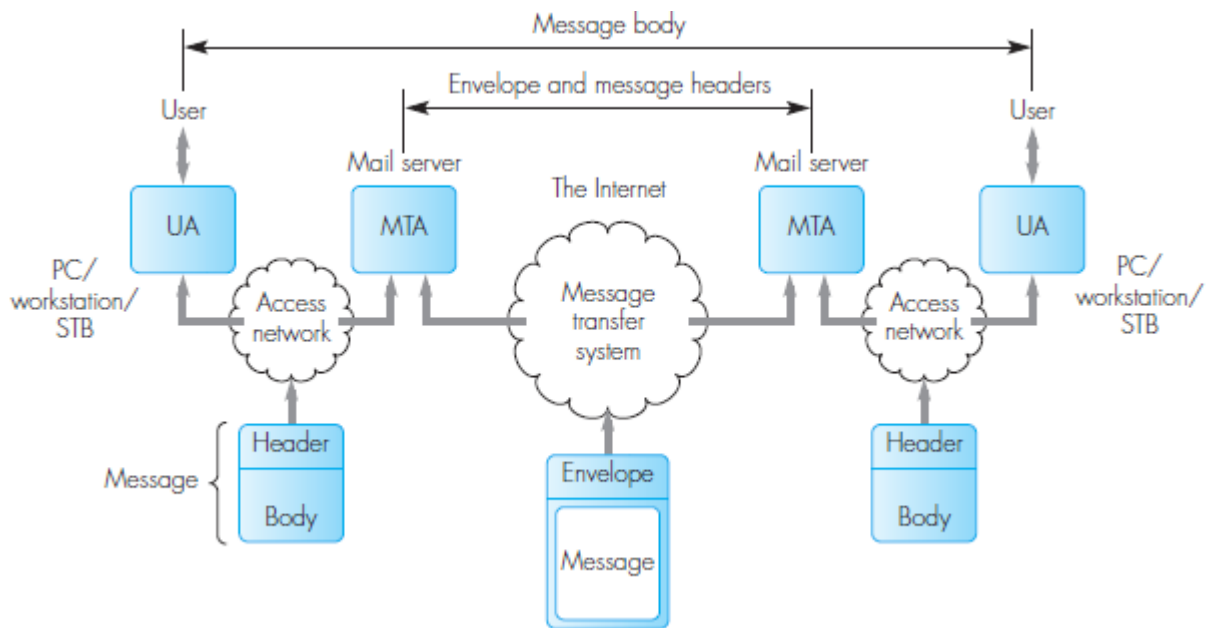 Message body
Envelope and message headers
User
User
Mail server
Mail server
The Internet
UA
MTA
MTA
UA
PC/
workstation/
STB
Access
network
Message
transfer
system
Access
network
PC/
workstation/
STB
Message
Header
Body
Envelope
Message
Header
Body